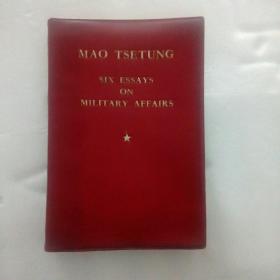 MAO TSETUNG
SIX ESSAYS
ON
MILITARY AFFAIRS